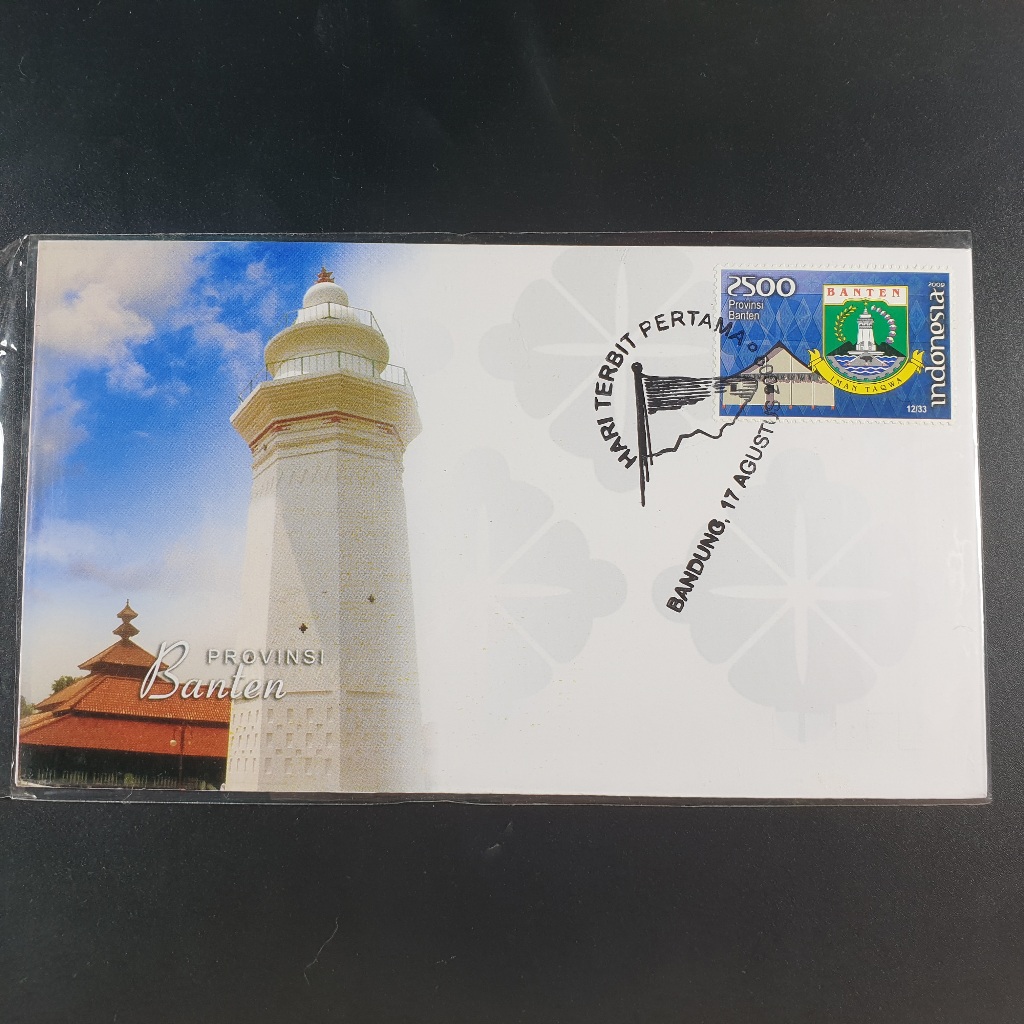 PROVINSI
Banten
HARI TERBIT PERTAMA
BANDUNG, 17 AGUSTUS
2500
Provinsi
Banten
BANTEN
IMAN TAQWA
2009
indonesia
12/33